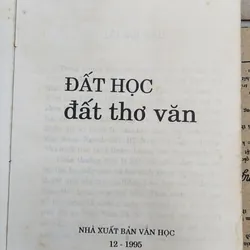 ĐẤT HỌC
đất thơ văn
NHÀ XUẤT BẢN VĂN HỌC
12 - 1995